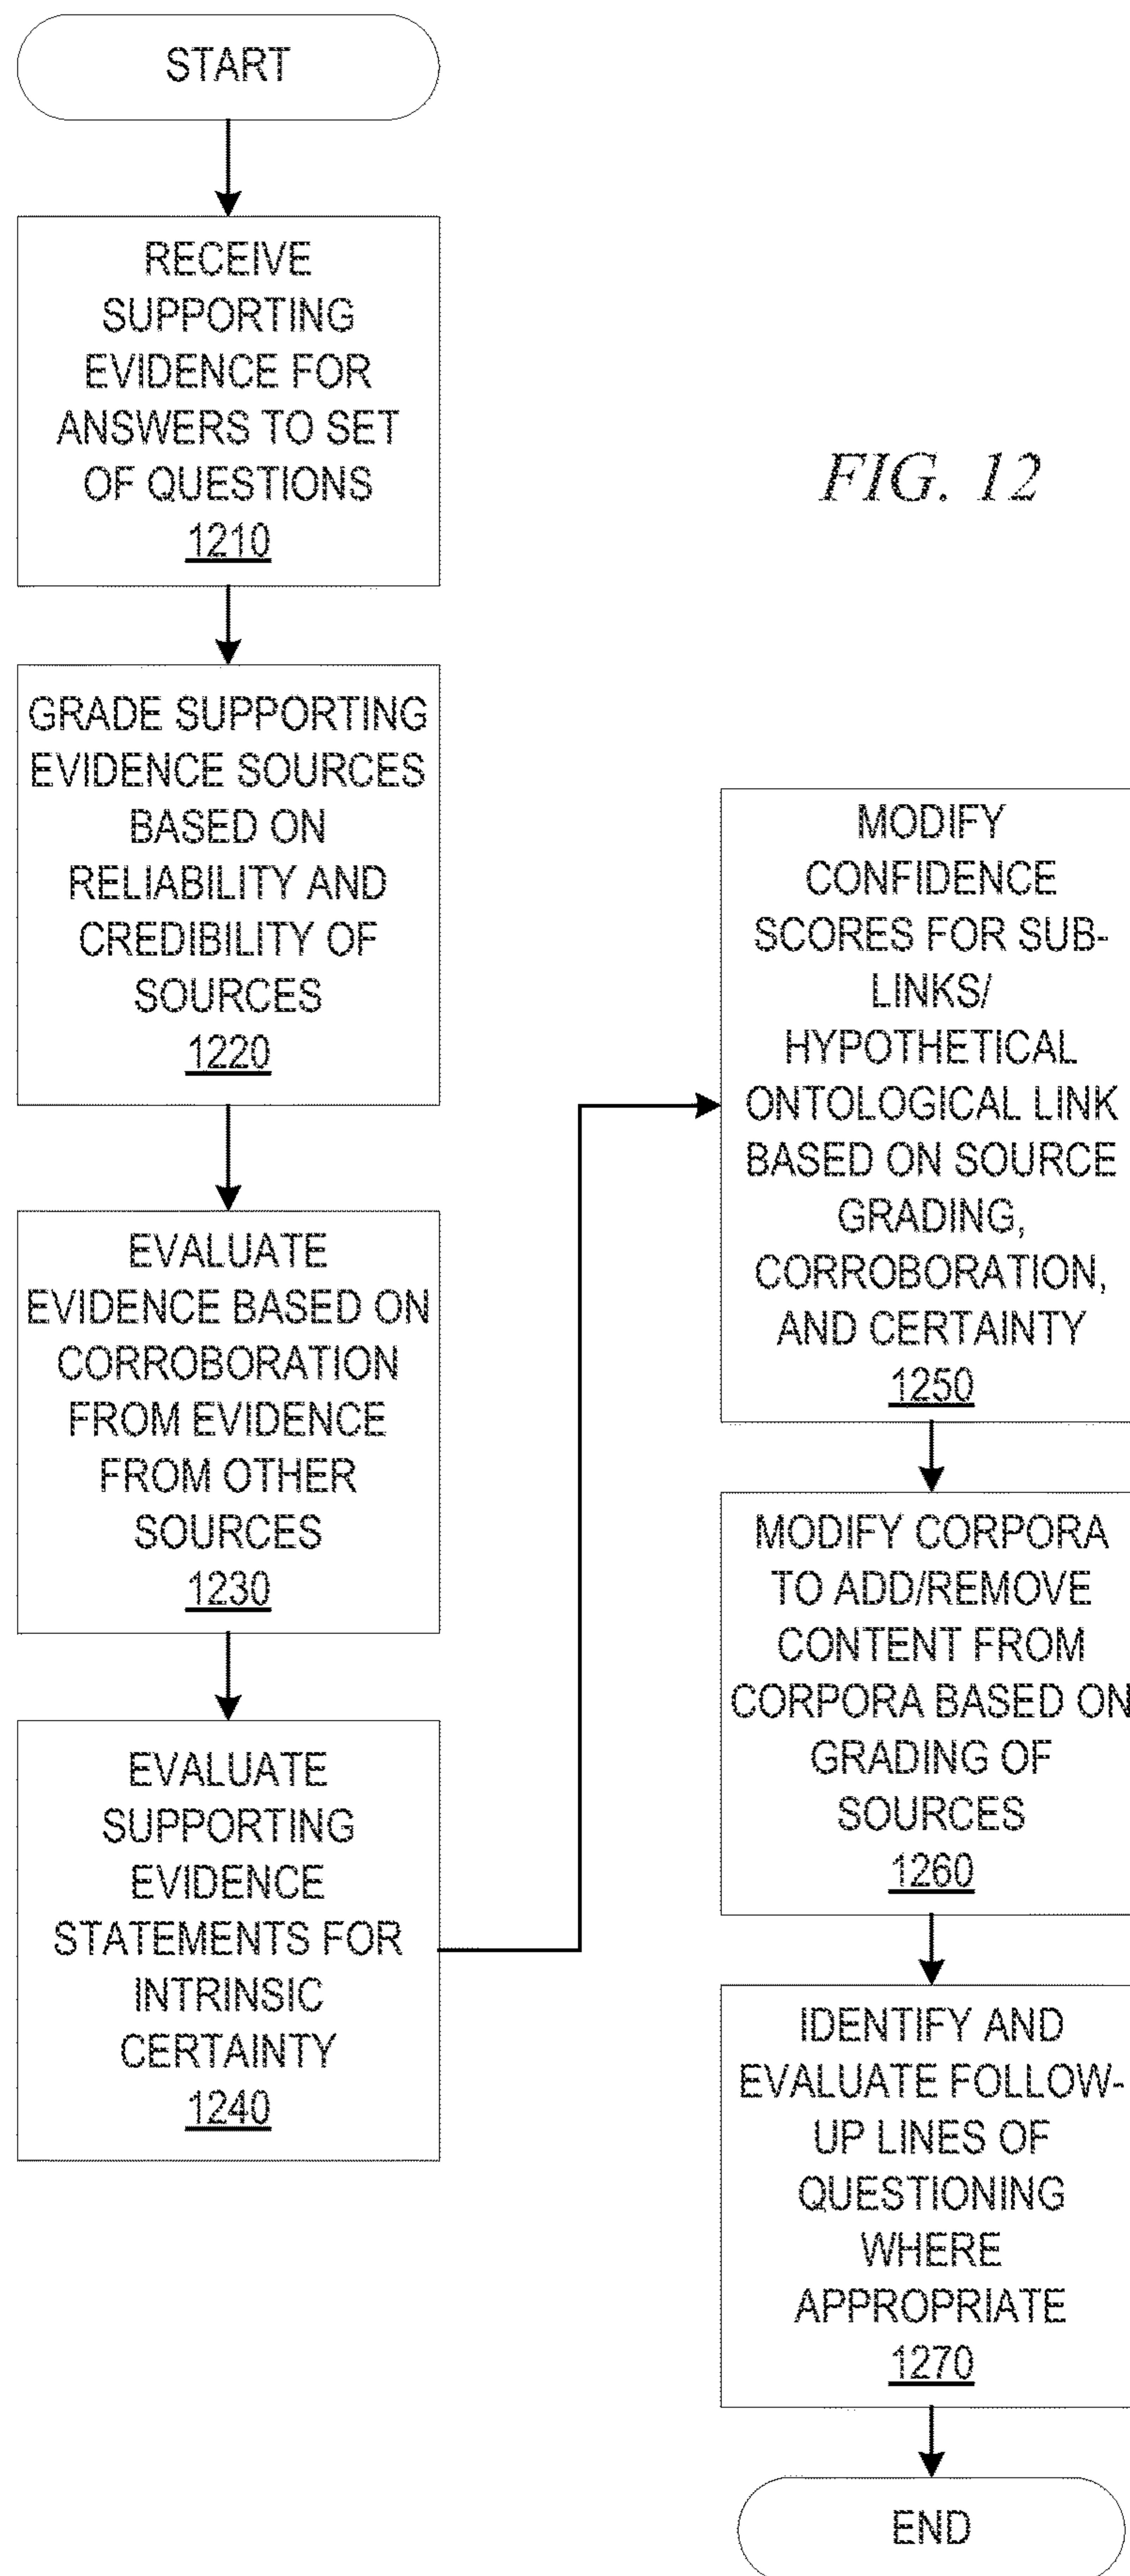 START
RECEIVE
SUPPORTING
EVIDENCE FOR
ANSWERS TO SET
OF QUESTIONS
1210
GRADE SUPPORTING
EVIDENCE SOURCES
BASED ON
RELIABILITY AND
CREDIBILITY OF
SOURCES
1220
EVALUATE
EVIDENCE BASED ON
CORROBORATION
FROM EVIDENCE
FROM OTHER
SOURCES
1230
EVALUATE
SUPPORTING
EVIDENCE
STATEMENTS FOR
INTRINSIC
CERTAINTY
1240
FIG. 12
MODIFY
CONFIDENCE
SCORES FOR SUB-
LINKS/
HYPOTHETICAL
ONTOLOGICAL LINK
BASED ON SOURCE
GRADING,
CORROBORATION,
AND CERTAINTY
1250
MODIFY CORPORA
TO ADD/REMOVE
CONTENT FROM
CORPORA BASED ON
GRADING OF
SOURCES
1260
IDENTIFY AND
EVALUATE FOLLOW-
UP LINES OF
QUESTIONING
WHERE
APPROPRIATE
1270
END